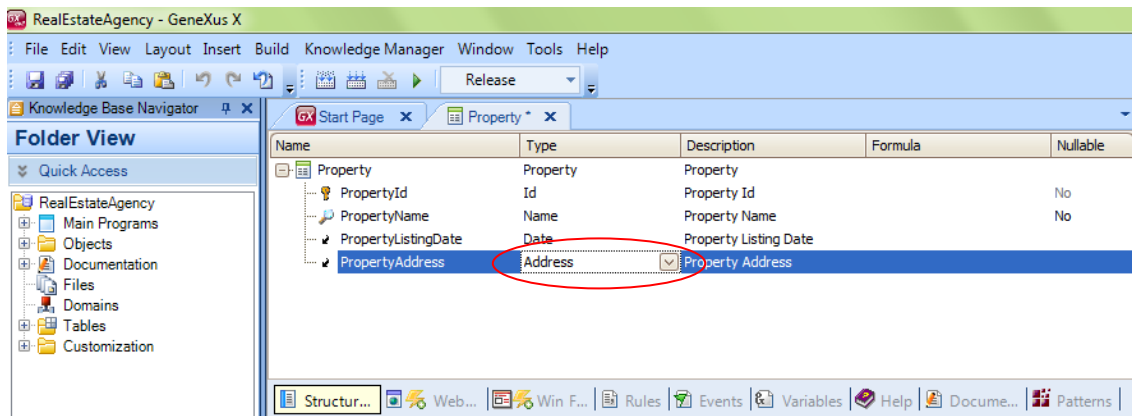 RealEstateAgency - GeneXus X
File Edit View Layout Insert Build Knowledge Manager Window Tools Help
Release
Knowledge Base Navigator
Start Page
Property *
Folder View
Quick Access
RealEstateAgency
Main Programs
Objects
Documentation
Files
Domains
Tables
Customization
Name Type Description Formula Nullable
Property Property Property
PropertyId Id Property Id No
PropertyName Name Property Name No
PropertyListingDate Date Property Listing Date
PropertyAddress Address Property Address
Structur... Web... Win F... Rules Events Variables Help Docume... Patterns